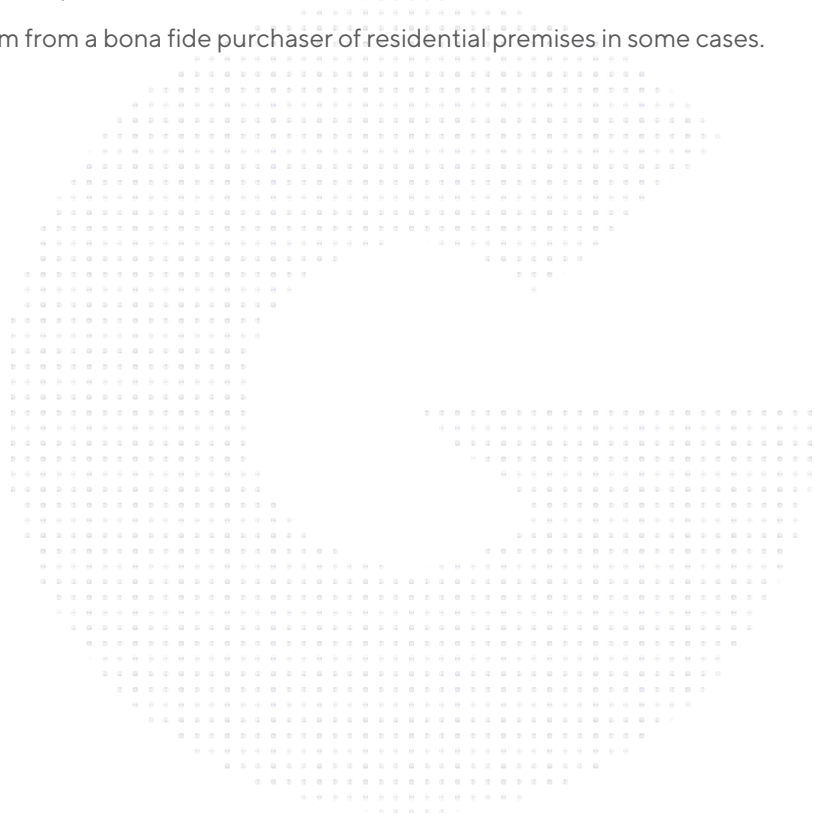 m from a bona fide purchaser of residential premises in some cases.